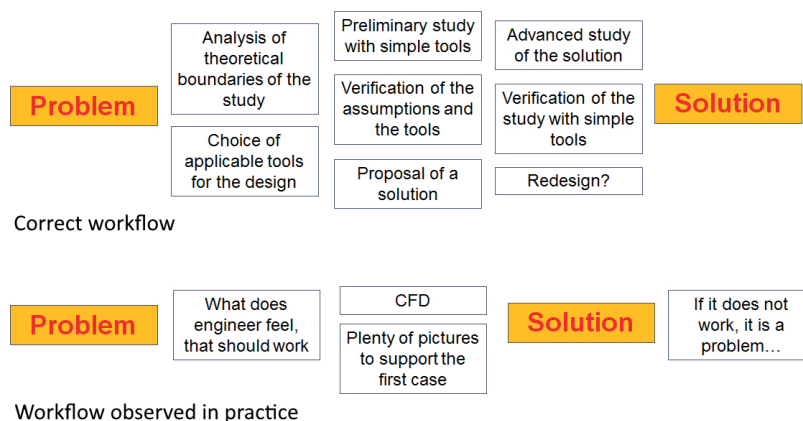 Problem
Analysis of
theoretical
boundaries of the
study
Choice of
applicable tools
for the design
Preliminary study
with simple tools
Verification of the
assumptions and
the tools
Proposal of a
solution
Advanced study
of the solution
Verification of the
study with simple
tools
Redesign?
Solution
Correct workflow
Problem
What does
engineer feel,
that should work
CFD
Plenty of pictures
to support the
first case
Solution
If it does not
work, it is a
problem…
Workflow observed in practice